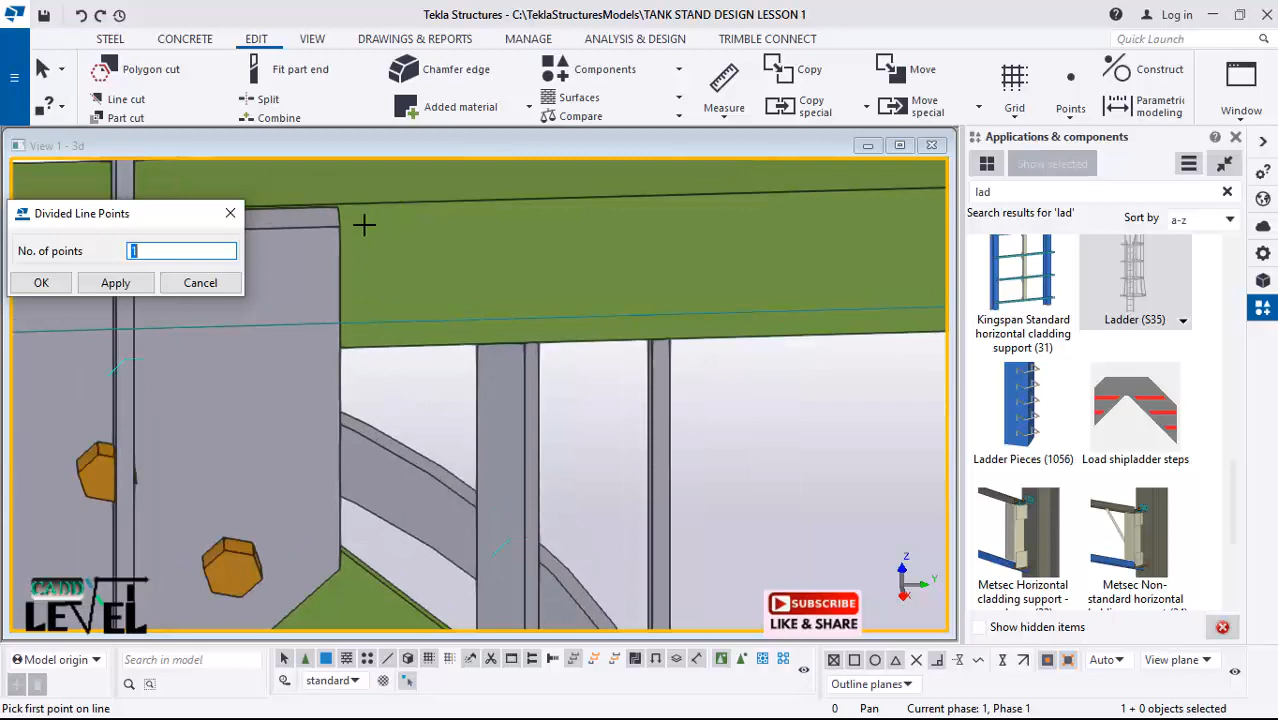 Tekla Structures - C:\TeklaStructuresModels\TANK STAND DESIGN LESSON 1
Log in
STEEL CONCRETE EDIT VIEW DRAWINGS & REPORTS MANAGE ANALYSIS & DESIGN TRIMBLE CONNECT
Quick Launch
Polygon cut
Line cut
Part cut
Fit part end
Split
Combine
Chamfer edge
Added material
Components
Surfaces
Compare
Measure
Copy
Copy
special
Move
Move
special
Grid
Points
Construct
Parametric
modeling
Window
View 1 - 3d
Divided Line Points
No. of points 1
OK Apply Cancel
Z
Y
X
CADD
LEVEL
SUBSCRIBE
LIKE & SHARE
Applications & components
Show selected
lad
Search results for 'lad'
Sort by a-z
Kingspan Standard
horizontal cladding
support (31)
Ladder (S35)
Ladder Pieces (1056)
Load shipladder steps
Metsec Horizontal
cladding support -
Metsec Non-
standard horizontal
Show hidden items
Model origin
Search in model
standard
Auto
View plane
Outline planes
Pick first point on line
0 Pan Current phase: 1, Phase 1 1 + 0 objects selected